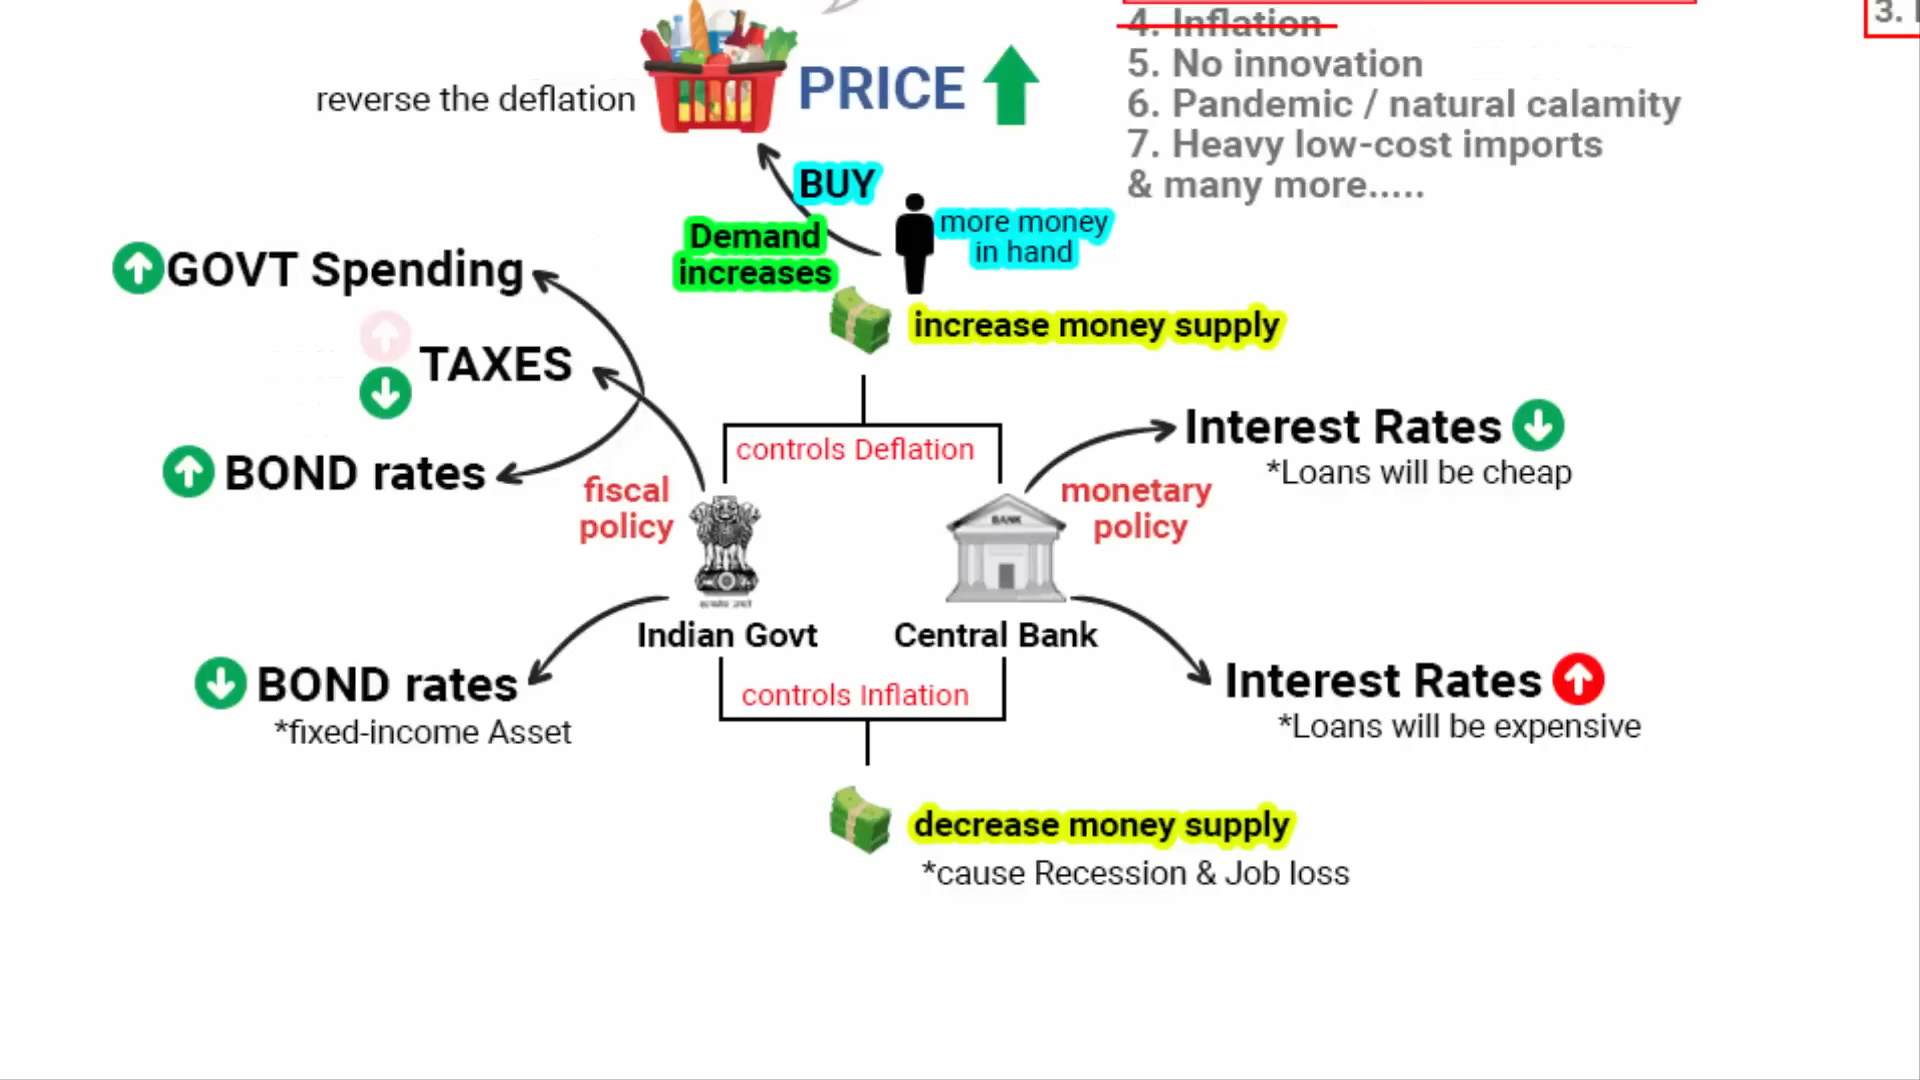 4. Inflation
3.
5. No innovation
reverse the deflation
PRICE
6. Pandemic / natural calamity
7. Heavy low-cost imports
& many more.....
BUY
more money
in hand
Demand
increases
GOVT Spending
increase money supply
TAXES
controls Deflation
Interest Rates
*Loans will be cheap
BOND rates
fiscal
policy
monetary
policy
BANK
Indian Govt
Central Bank
BOND rates
*fixed-income Asset
controls Inflation
Interest Rates
*Loans will be expensive
decrease money supply
*cause Recession & Job loss